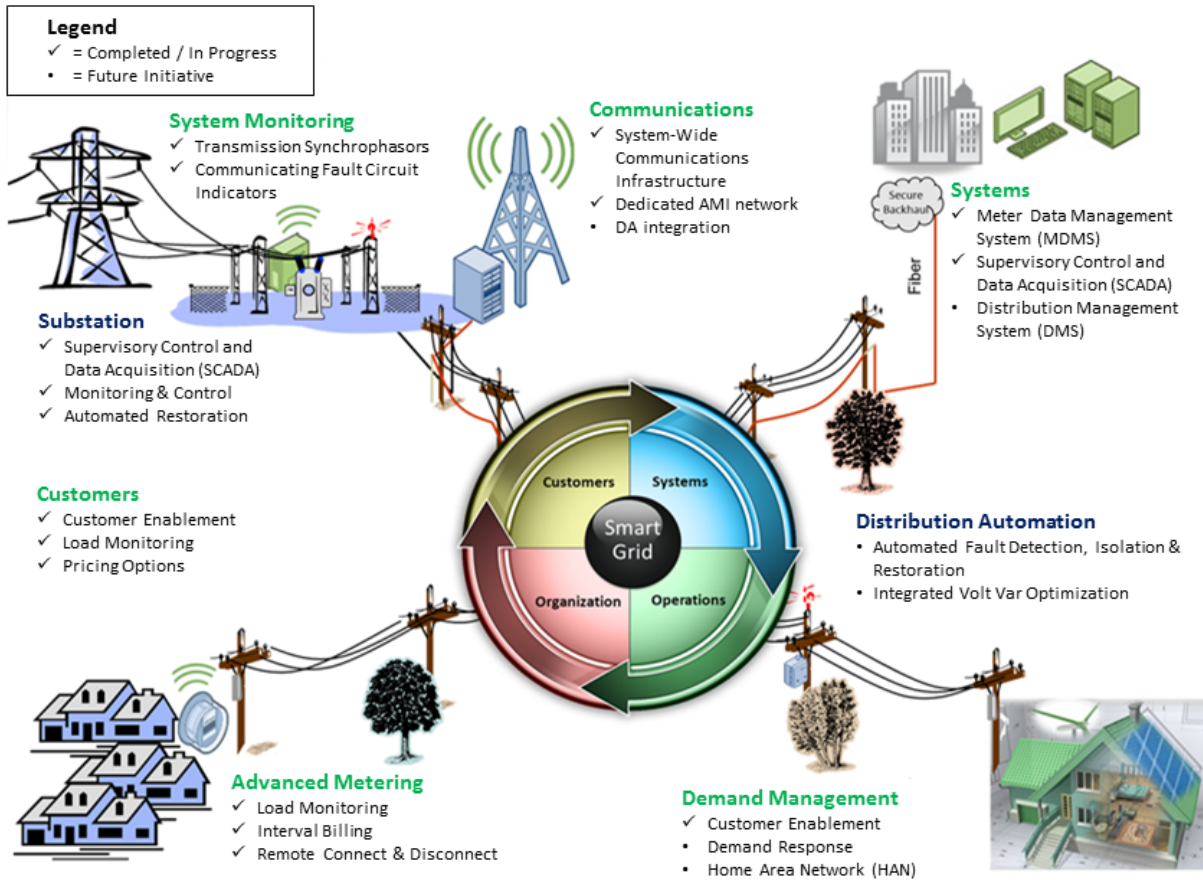 Legend
✓ = Completed / In Progress
• = Future Initiative
System Monitoring
✓ Transmission Synchrophasors
✓ Communicating Fault Circuit
Indicators
Communications
✓ System-Wide
Communications
Infrastructure
✓ Dedicated AMI network
• DA integration
Secure
Backhaul
Fiber
Systems
✓ Meter Data Management
System (MDMS)
✓ Supervisory Control and
Data Acquisition (SCADA)
• Distribution Management
System (DMS)
Substation
✓ Supervisory Control and
Data Acquisition (SCADA)
✓ Monitoring & Control
✓ Automated Restoration
Customers
✓ Customer Enablement
✓ Load Monitoring
✓ Pricing Options
Customers
Systems
Smart
Grid
Organization
Operations
Distribution Automation
• Automated Fault Detection, Isolation &
Restoration
• Integrated Volt Var Optimization
Advanced Metering
✓ Load Monitoring
✓ Interval Billing
✓ Remote Connect & Disconnect
Demand Management
✓ Customer Enablement
• Demand Response
• Home Area Network (HAN)